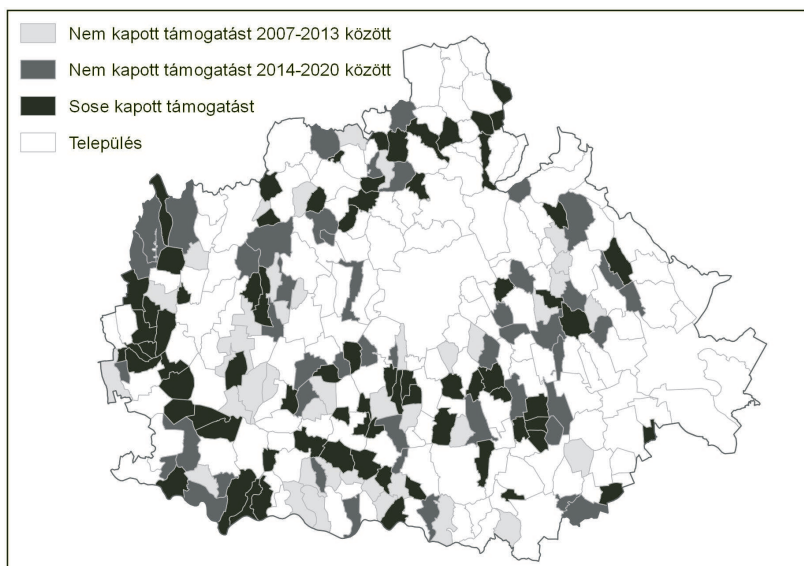 Nem kapott támogatást 2007-2013 között
Nem kapott támogatást 2014-2020 között
Sose kapott támogatást
Település